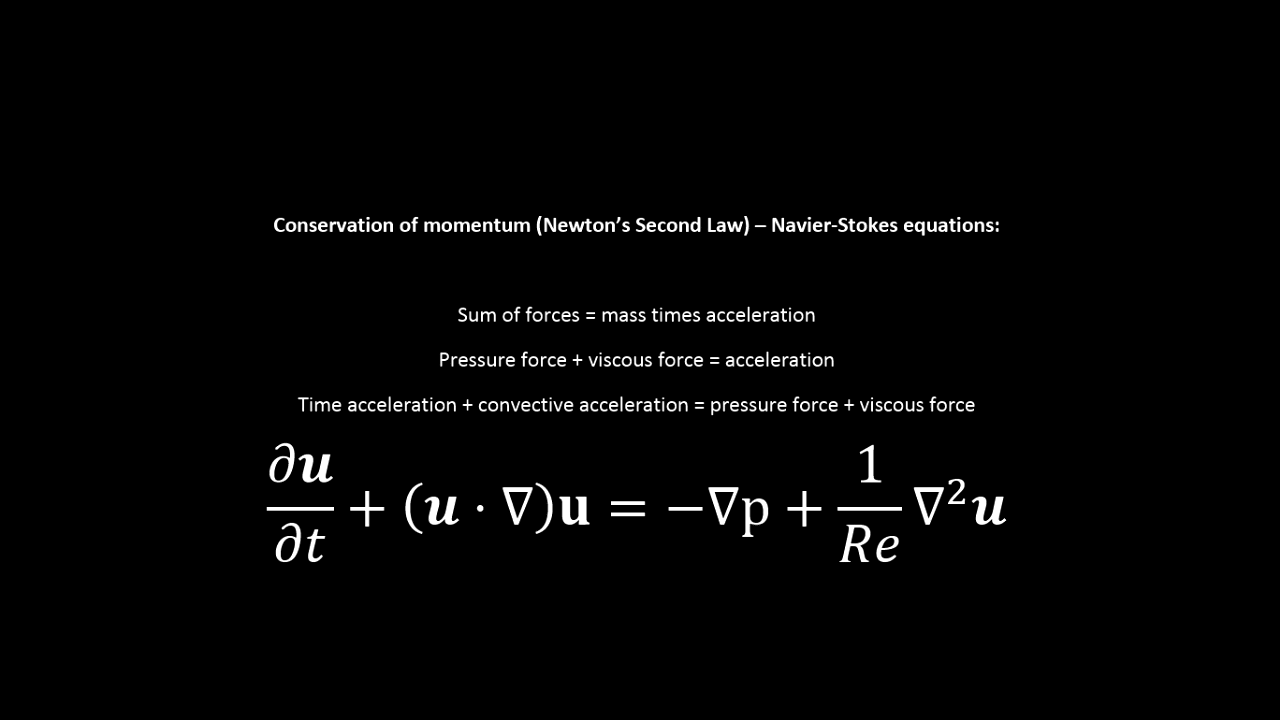 Conservation of momentum (Newton’s Second Law) – Navier-Stokes equations:
Sum of forces = mass times acceleration
Pressure force + viscous force = acceleration
Time acceleration + convective acceleration = pressure force + viscous force
∂𝒖/∂t + (𝒖 · ∇)𝐮 = −∇p + 1/Re ∇²𝒖